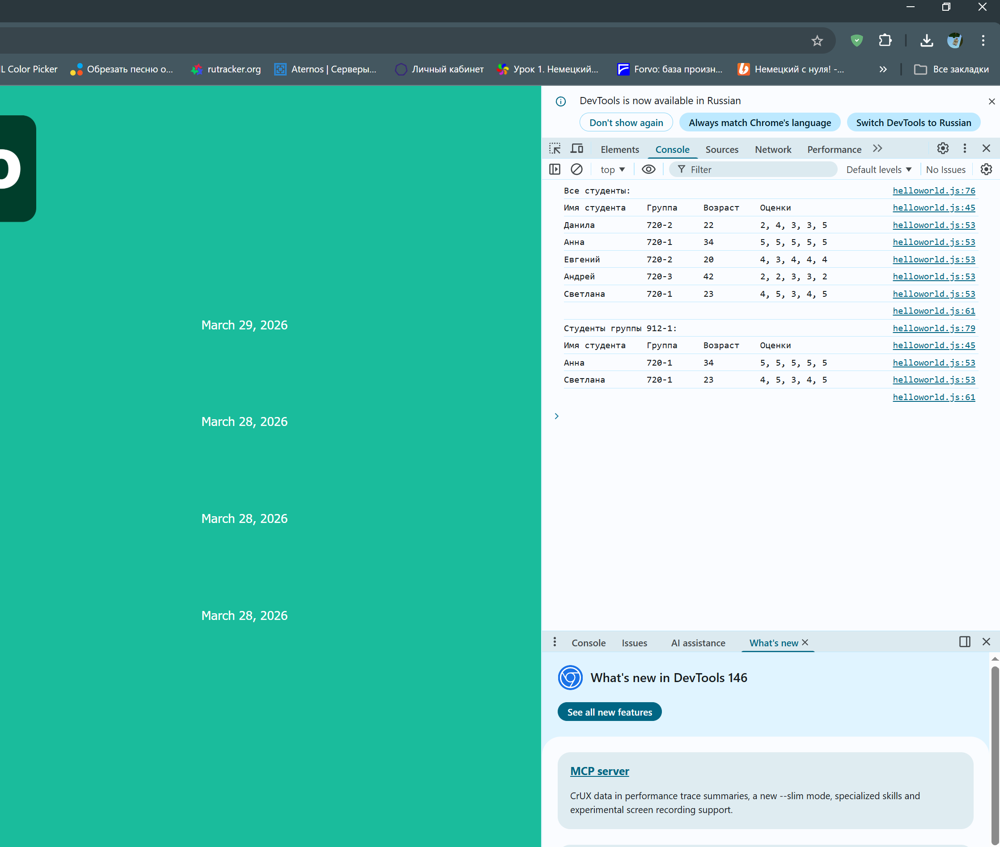 L Color Picker Обрезать песню о... rutracker.org Aternos | Серверы... Личный кабинет Урок 1. Немецкий... Forvo: база произн... Немецкий с нуля! -... Все закладки
March 29, 2026
March 28, 2026
March 28, 2026
March 28, 2026
DevTools is now available in Russian
Don't show again Always match Chrome's language Switch DevTools to Russian
Elements Console Sources Network Performance
top Filter Default levels No Issues
Все студенты: helloworld.js:76
Имя студента Группа Возраст Оценки helloworld.js:45
Данила 720-2 22 2, 4, 3, 3, 5 helloworld.js:53
Анна 720-1 34 5, 5, 5, 5, 5 helloworld.js:53
Евгений 720-2 20 4, 3, 4, 4, 4 helloworld.js:53
Андрей 720-3 42 2, 2, 3, 3, 2 helloworld.js:53
Светлана 720-1 23 4, 5, 3, 4, 5 helloworld.js:53
helloworld.js:61
Студенты группы 912-1: helloworld.js:79
Имя студента Группа Возраст Оценки helloworld.js:45
Анна 720-1 34 5, 5, 5, 5, 5 helloworld.js:53
Светлана 720-1 23 4, 5, 3, 4, 5 helloworld.js:53
helloworld.js:61
Console Issues AI assistance What's new
What's new in DevTools 146
See all new features
MCP server
CrUX data in performance trace summaries, a new --slim mode, specialized skills and
experimental screen recording support.